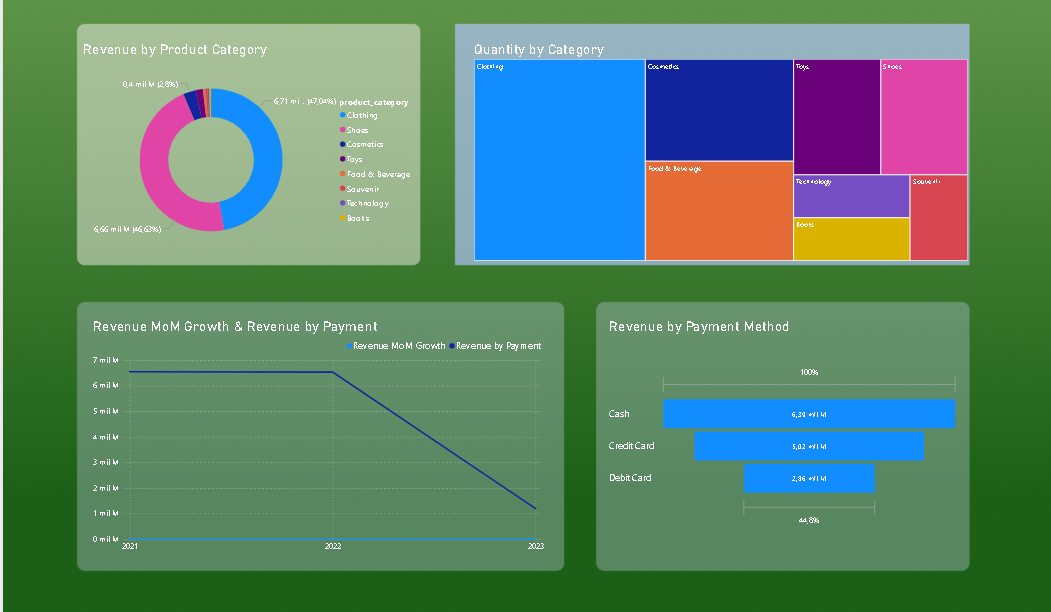 Revenue by Product Category
0,4 mil M (2,8%)
6,71 mi... (47,04%)
6,66 mil M (46,63%)
product_category
Clothing
Shoes
Cosmetics
Toys
Food & Beverage
Souvenir
Technology
Books
Quantity by Category
Clothing
Cosmetics
Toys
Shoes
Food & Beverage
Technology
Souvenir
Books
Revenue MoM Growth & Revenue by Payment
Revenue MoM Growth Revenue by Payment
7 mil M
6 mil M
5 mil M
4 mil M
3 mil M
2 mil M
1 mil M
0 mil M
2021 2022 2023
Revenue by Payment Method
100%
Cash 6,39 mil M
Credit Card 5,02 mil M
Debit Card 2,86 mil M
44,8%